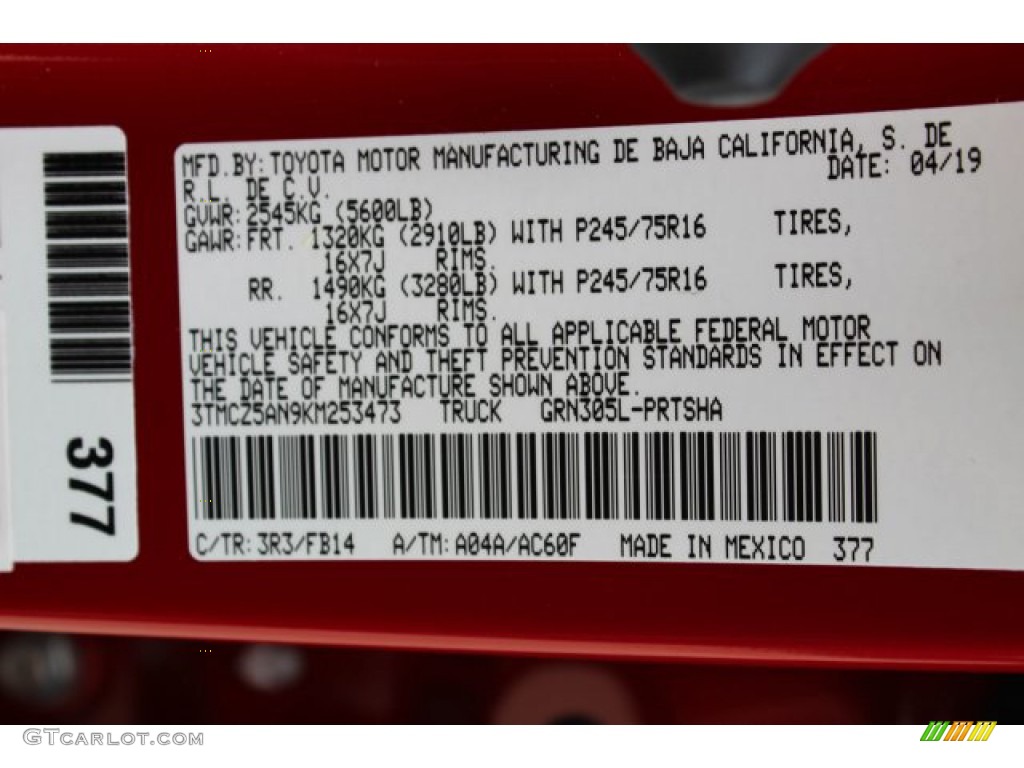 MFD. BY: TOYOTA MOTOR MANUFACTURING DE BAJA CALIFORNIA, S. DE
R.L. DE C.V. DATE: 04/19
GVWR: 2545KG (5600LB)
GAWR: FRT. 1320KG (2910LB) WITH P245/75R16 TIRES,
16X7J RIMS.
RR. 1490KG (3280LB) WITH P245/75R16 TIRES,
16X7J RIMS.
THIS VEHICLE CONFORMS TO ALL APPLICABLE FEDERAL MOTOR
VEHICLE SAFETY AND THEFT PREVENTION STANDARDS IN EFFECT ON
THE DATE OF MANUFACTURE SHOWN ABOVE.
3TMCZ5AN9KM253473 TRUCK GRN305L-PRTSHA
C/TR: 3R3/FB14 A/TM: A04A/AC60F MADE IN MEXICO 377
377
GTcarlot.com